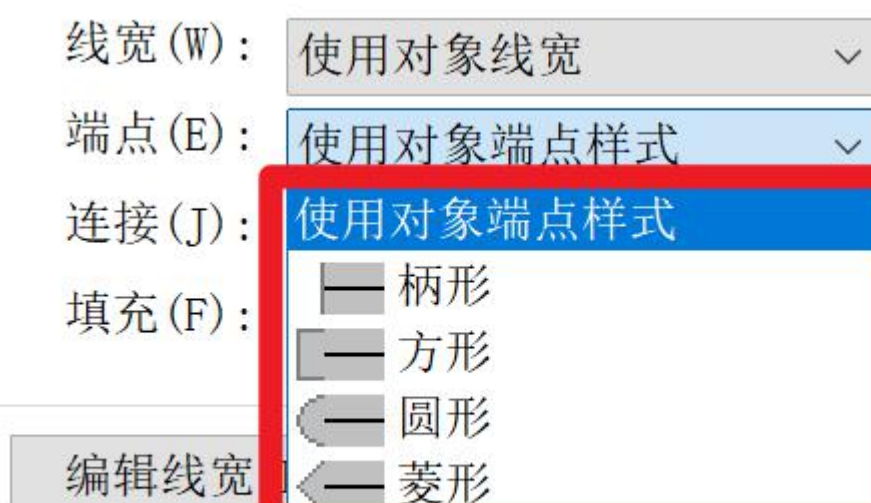 线宽(W): 使用对象线宽
端点(E): 使用对象端点样式
连接(J): 使用对象端点样式
柄形
填充(F):
方形
圆形
编辑线宽
菱形